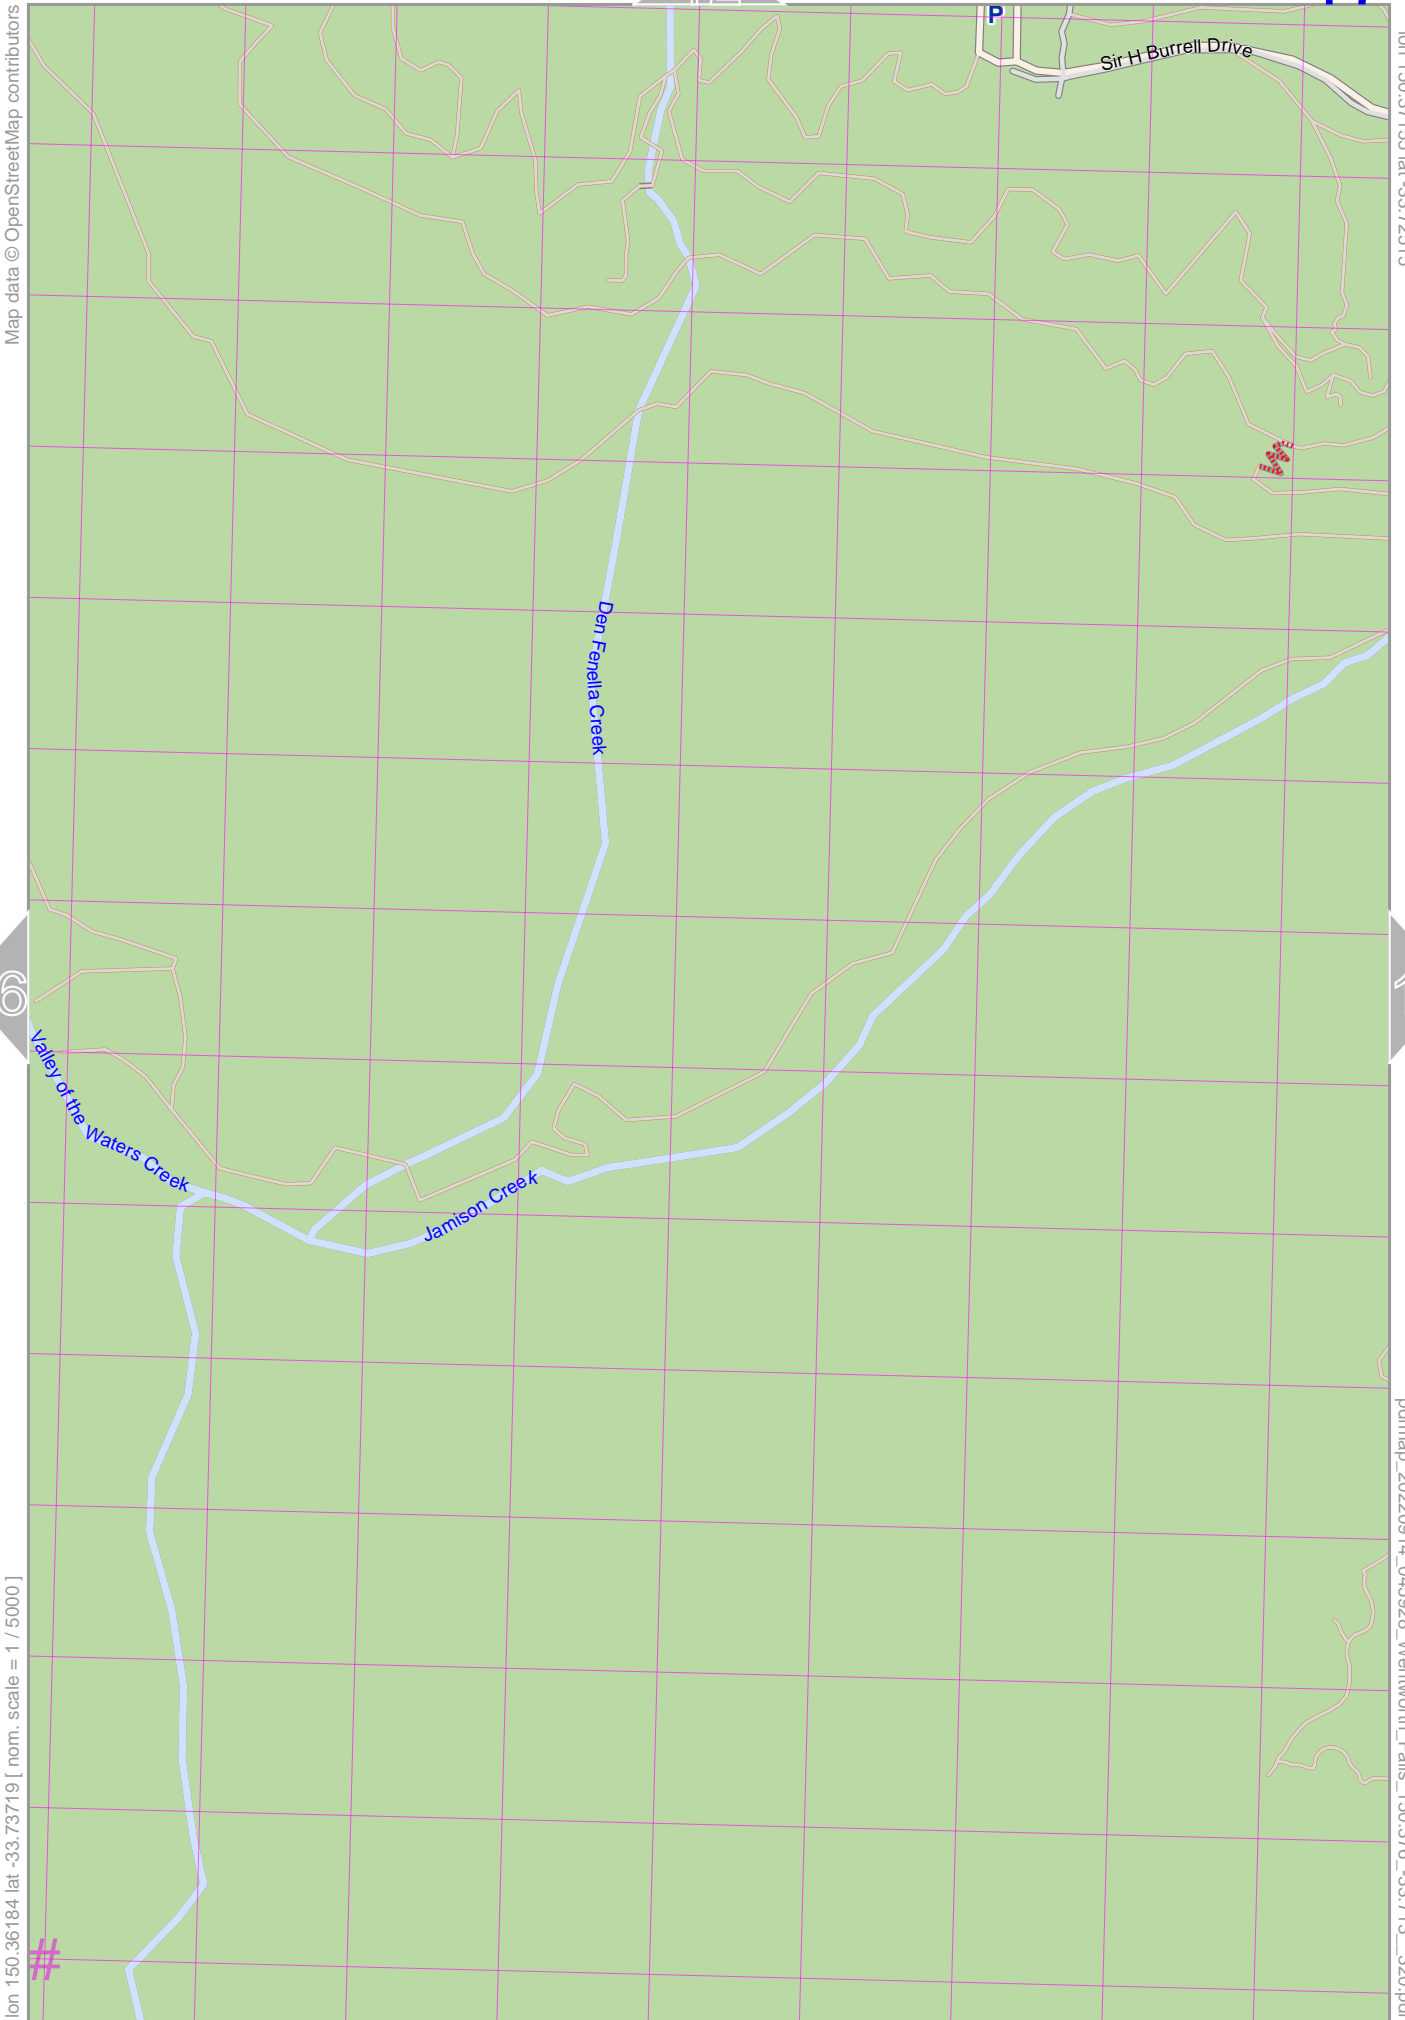 Map data © OpenStreetMap contributors
P
Sir H Burrell Drive
Den Fenella Creek
6
Valley of the Waters Creek
Jamison Creek
lon 150.36184 lat -33.73719 [ nom. scale = 1 / 5000 ]
#